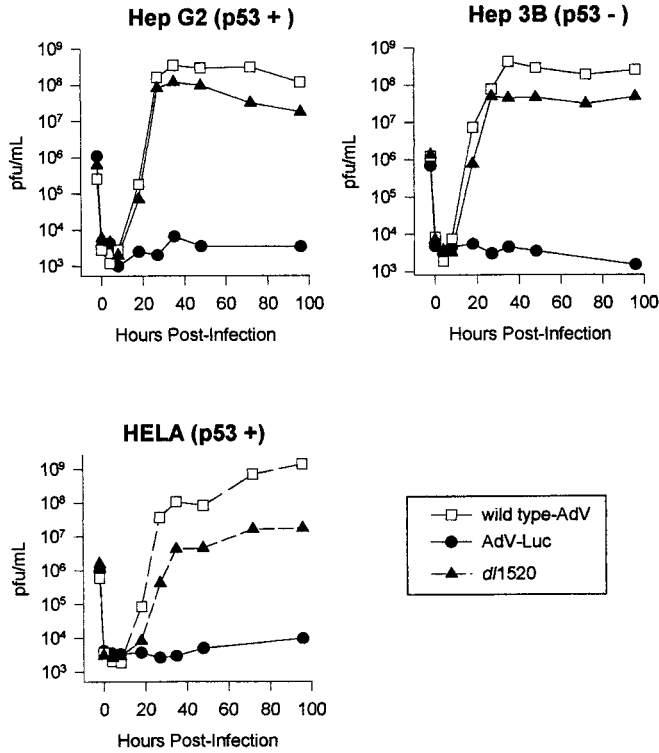 Hep G2 (p53 + )
Hep 3B (p53 - )
pfu/mL
10⁹
10⁸
10⁷
10⁶
10⁵
10⁴
10³
0 20 40 60 80 100
Hours Post-Infection
pfu/mL
10⁹
10⁸
10⁷
10⁶
10⁵
10⁴
10³
0 20 40 60 80 100
Hours Post-Infection
HELA (p53 +)
pfu/mL
10⁹
10⁸
10⁷
10⁶
10⁵
10⁴
10³
0 20 40 60 80 100
Hours Post-Infection
wild type-AdV
AdV-Luc
dl1520